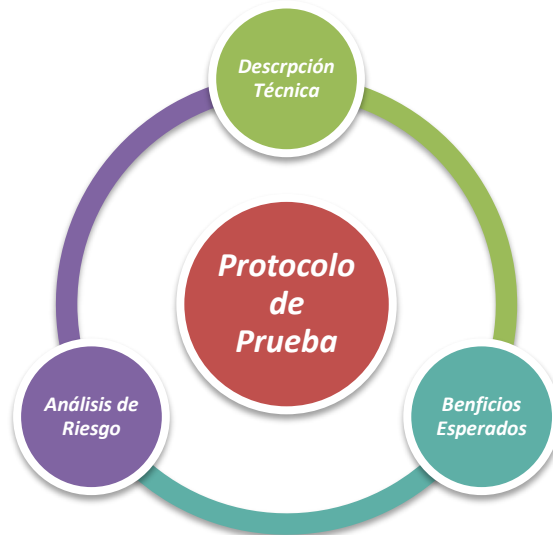 Descrpción
Técnica
Protocolo
de
Prueba
Análisis de
Riesgo
Benficios
Esperados